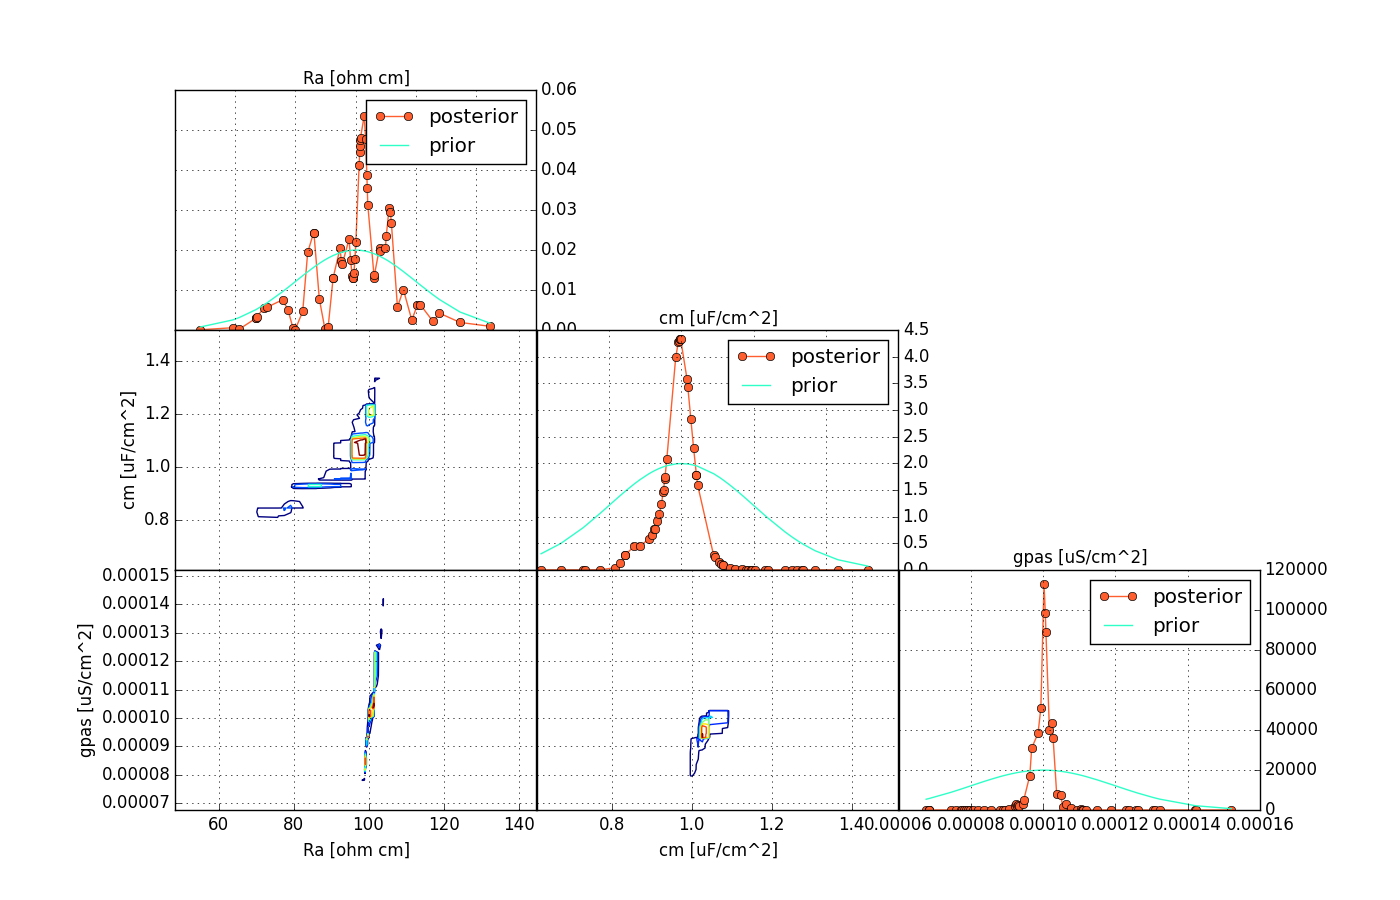 Ra [ohm cm]
0.06
0.05
0.04
0.03
0.02
0.01
0.00
posterior
prior
cm [uF/cm^2]
1.4
1.2
1.0
0.8
cm [uF/cm^2]
4.5
4.0
3.5
3.0
2.5
2.0
1.5
1.0
0.5
0.0
posterior
prior
gpas [uS/cm^2]
0.00015
0.00014
0.00013
0.00012
0.00011
0.00010
0.00009
0.00008
0.00007
gpas [uS/cm^2]
120000
100000
80000
60000
40000
20000
0
posterior
prior
60 80 100 120 140 0.8 1.0 1.2 1.4 0.00006 0.00008 0.00010 0.00012 0.00014 0.00016
Ra [ohm cm] cm [uF/cm^2]